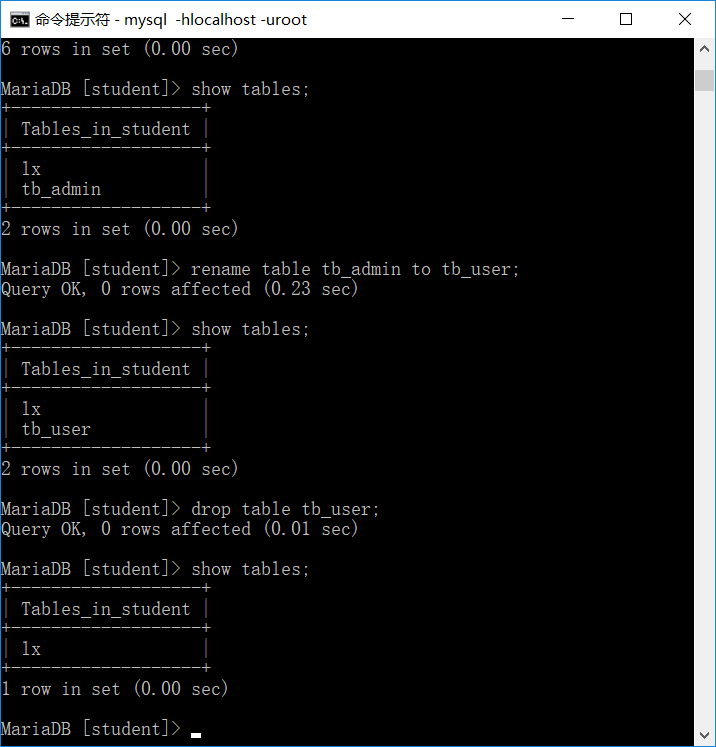 命令提示符 - mysql  -hlocalhost -uroot
6 rows in set (0.00 sec)
MariaDB [student]> show tables;
+-------------------+
| Tables_in_student |
+-------------------+
| lx                |
| tb_admin          |
+-------------------+
2 rows in set (0.00 sec)
MariaDB [student]> rename table tb_admin to tb_user;
Query OK, 0 rows affected (0.23 sec)
MariaDB [student]> show tables;
+-------------------+
| Tables_in_student |
+-------------------+
| lx                |
| tb_user           |
+-------------------+
2 rows in set (0.00 sec)
MariaDB [student]> drop table tb_user;
Query OK, 0 rows affected (0.01 sec)
MariaDB [student]> show tables;
+-------------------+
| Tables_in_student |
+-------------------+
| lx                |
+-------------------+
1 row in set (0.00 sec)
MariaDB [student]>